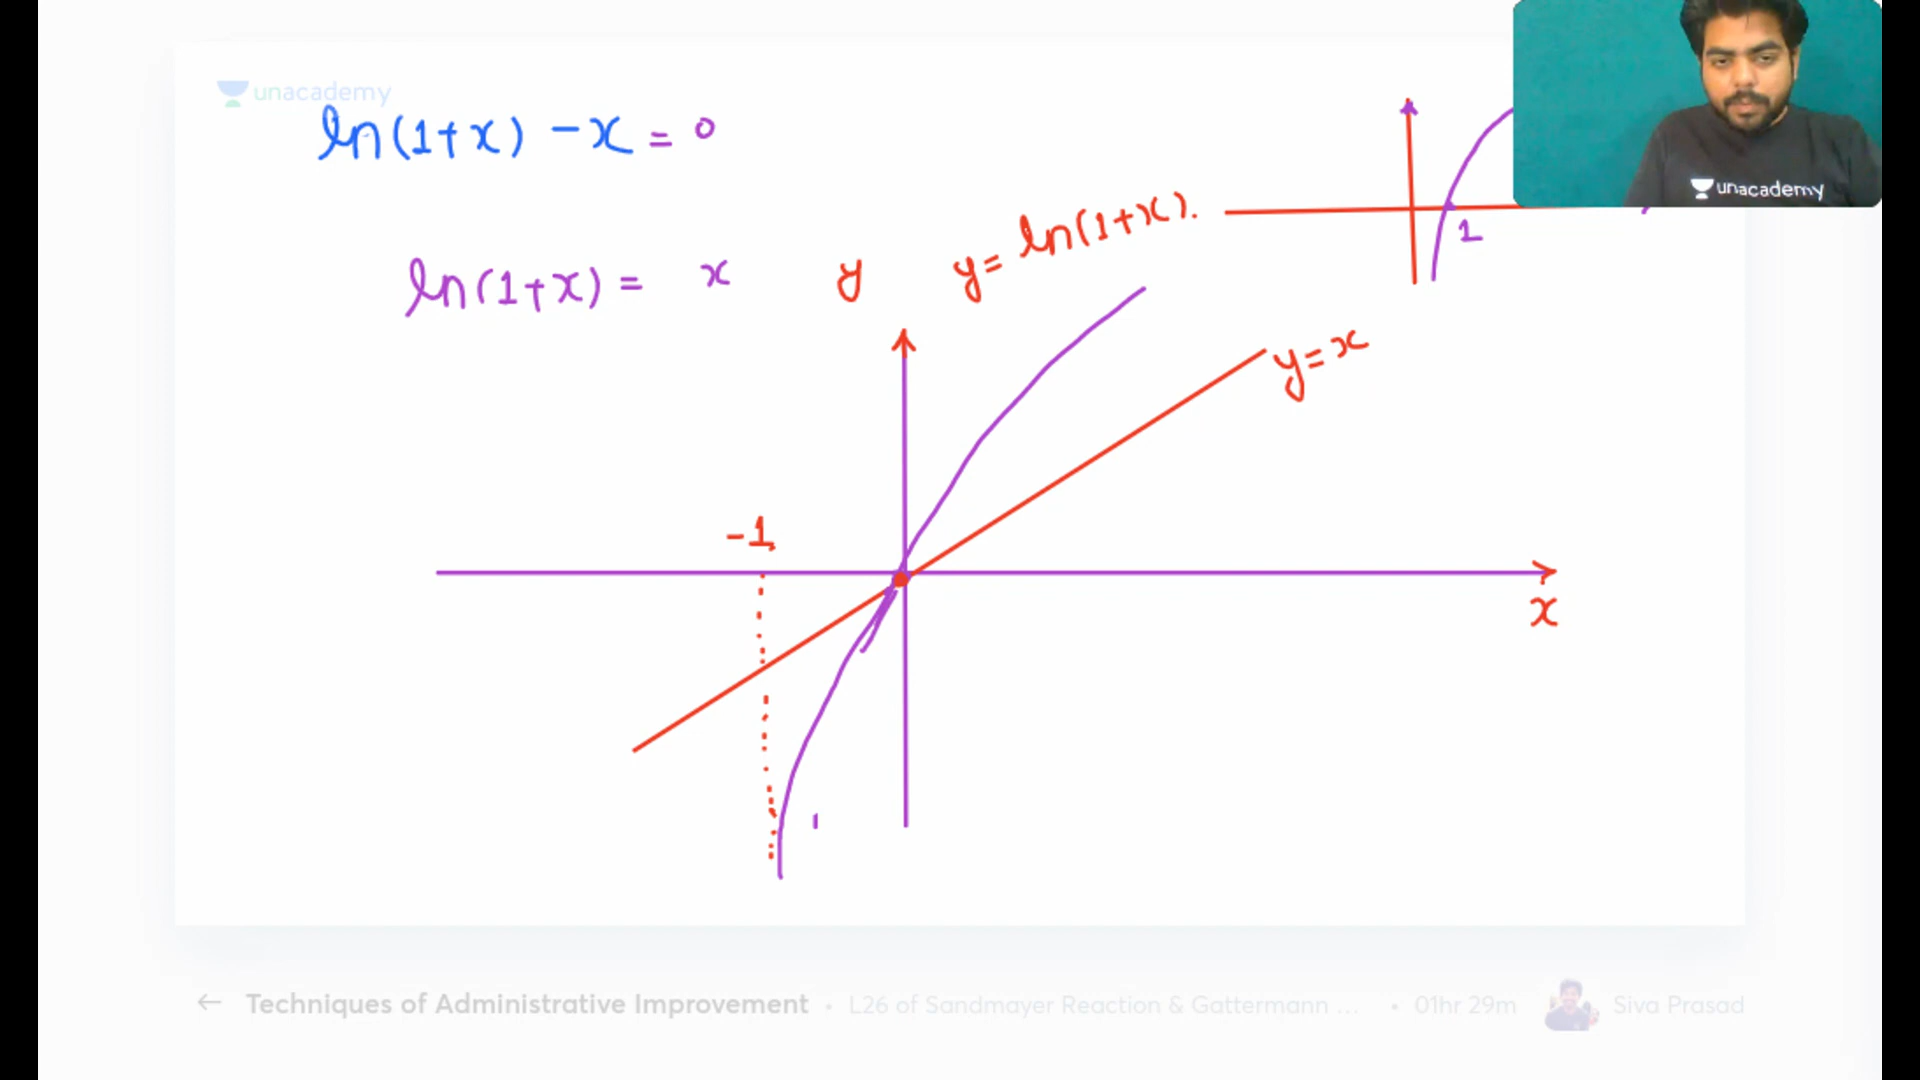 unacademy
ln(1+x) -x = 0
unacademy
y = ln(1+x).
1
ln(1+x) = x
y
y = x
-1
x
← Techniques of Administrative Improvement • L26 of Sandmayer Reaction & Gattermann ... • 01hr 29m Siva Prasad